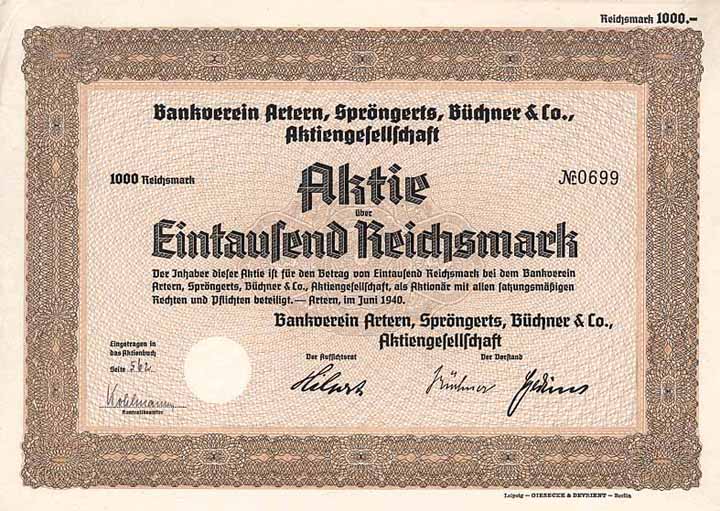 Reichsmark 1000.–
Bankverein Artern, Spröngerts, Büchner & Co.,
Aktiengesellschaft
1000 Reichsmark
Aktie
№ 0699
über
Eintausend Reichsmark
Der Inhaber dieser Aktie ist für den Betrag von Eintausend Reichsmark bei dem Bankverein
Artern, Spröngerts, Büchner & Co., Aktiengesellschaft, als Aktionär mit allen satzungsmäßigen
Rechten und Pflichten beteiligt. — Artern, im Juni 1940.
Bankverein Artern, Spröngerts, Büchner & Co.,
Aktiengesellschaft
Eingetragen in
das Aktienbuch
Seite 562
Der Aufsichtsrat
Der Vorstand
Kontrollbeamter
Leipzig — GIESECKE & DEVRIENT — Berlin